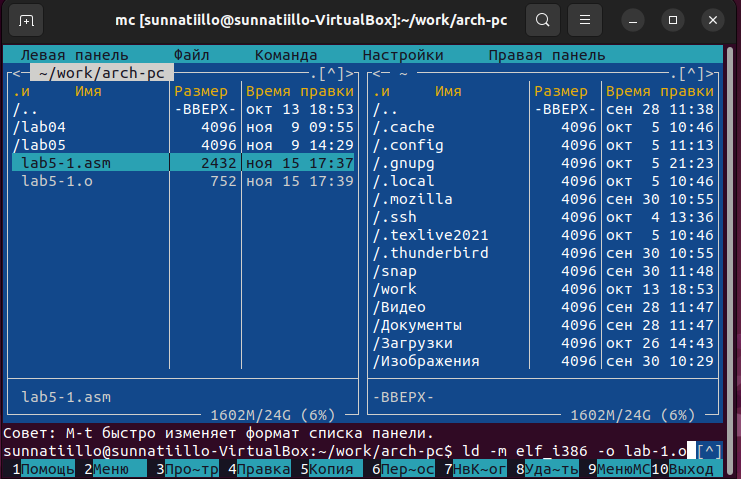 mc [sunnatiillo@sunnatiillo-VirtualBox]:~/work/arch-pc
Левая панель Файл Команда Настройки Правая панель
<─ ~/work/arch-pc .[^]>
.и Имя Размер Время правки
/.. -ВВЕРХ- окт 13 18:53
/lab04 4096 ноя 9 09:55
/lab05 4096 ноя 9 14:29
lab5-1.asm 2432 ноя 15 17:37
lab5-1.o 752 ноя 15 17:39
lab5-1.asm
1602M/24G (6%)
<─ ~ .[^]>
.и Имя Размер Время правки
/.. -ВВЕРХ- сен 28 11:38
/.cache 4096 окт 5 10:46
/.config 4096 окт 5 11:13
/.gnupg 4096 окт 5 21:23
/.local 4096 окт 5 10:46
/.mozilla 4096 сен 30 10:55
/.ssh 4096 окт 4 13:36
/.texlive2021 4096 окт 5 10:46
/.thunderbird 4096 сен 30 10:55
/snap 4096 сен 30 11:48
/work 4096 окт 13 18:53
/Видео 4096 сен 28 11:47
/Документы 4096 сен 28 11:47
/Загрузки 4096 окт 26 14:43
/Изображения 4096 сен 30 10:29
-ВВЕРХ-
1602M/24G (6%)
Совет: M-t быстро изменяет формат списка панели.
sunnatiillo@sunnatiillo-VirtualBox:~/work/arch-pc$ ld -m elf_i386 -o lab-1.o [^]
1Помощь 2Меню 3Про~тр 4Правка 5Копия 6Пер~ос 7НвК~ог 8Уда~ть 9МенюMC 10Выход